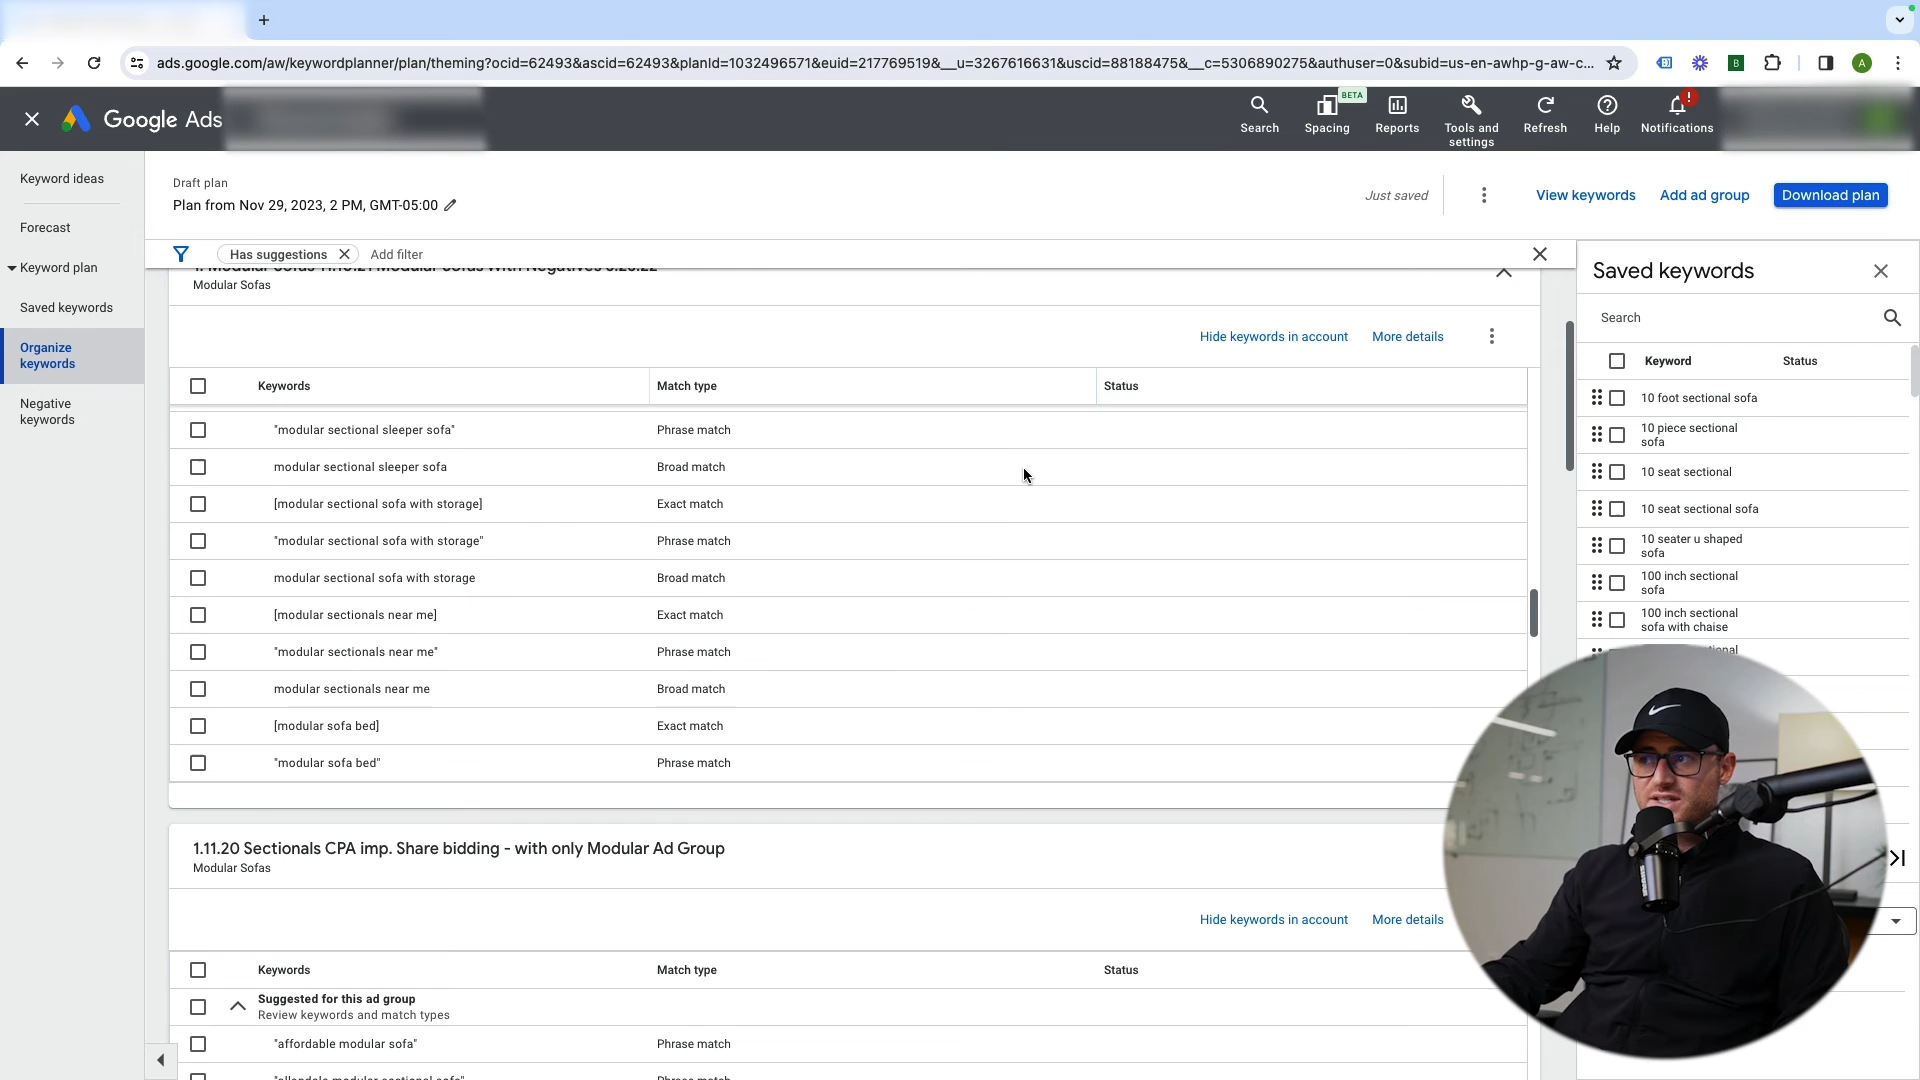 ads.google.com/aw/keywordplanner/plan/theming?ocid=62493&ascid=62493&planId=1032496571&euid=217769519&__u=3267616631&uscid=88188475&__c=5306890275&authuser=0&subid=us-en-awhp-g-aw-c...
A
Google Ads
Search
BETA
Spacing
Reports
Tools and
settings
Refresh
Help
!
Notifications
Keyword ideas
Forecast
Keyword plan
Saved keywords
Organize
keywords
Negative
keywords
Draft plan
Plan from Nov 29, 2023, 2 PM, GMT-05:00
Just saved
View keywords
Add ad group
Download plan
Has suggestions
Add filter
Modular Sofas
Hide keywords in account
More details
Keywords Match type Status
"modular sectional sleeper sofa" Phrase match
modular sectional sleeper sofa Broad match
[modular sectional sofa with storage] Exact match
"modular sectional sofa with storage" Phrase match
modular sectional sofa with storage Broad match
[modular sectionals near me] Exact match
"modular sectionals near me" Phrase match
modular sectionals near me Broad match
[modular sofa bed] Exact match
"modular sofa bed" Phrase match
1.11.20 Sectionals CPA imp. Share bidding - with only Modular Ad Group
Modular Sofas
Hide keywords in account
More details
Keywords Match type Status
Suggested for this ad group
Review keywords and match types
"affordable modular sofa" Phrase match
Saved keywords
Search
Keyword Status
10 foot sectional sofa
10 piece sectional
sofa
10 seat sectional
10 seat sectional sofa
10 seater u shaped
sofa
100 inch sectional
sofa
100 inch sectional
sofa with chaise